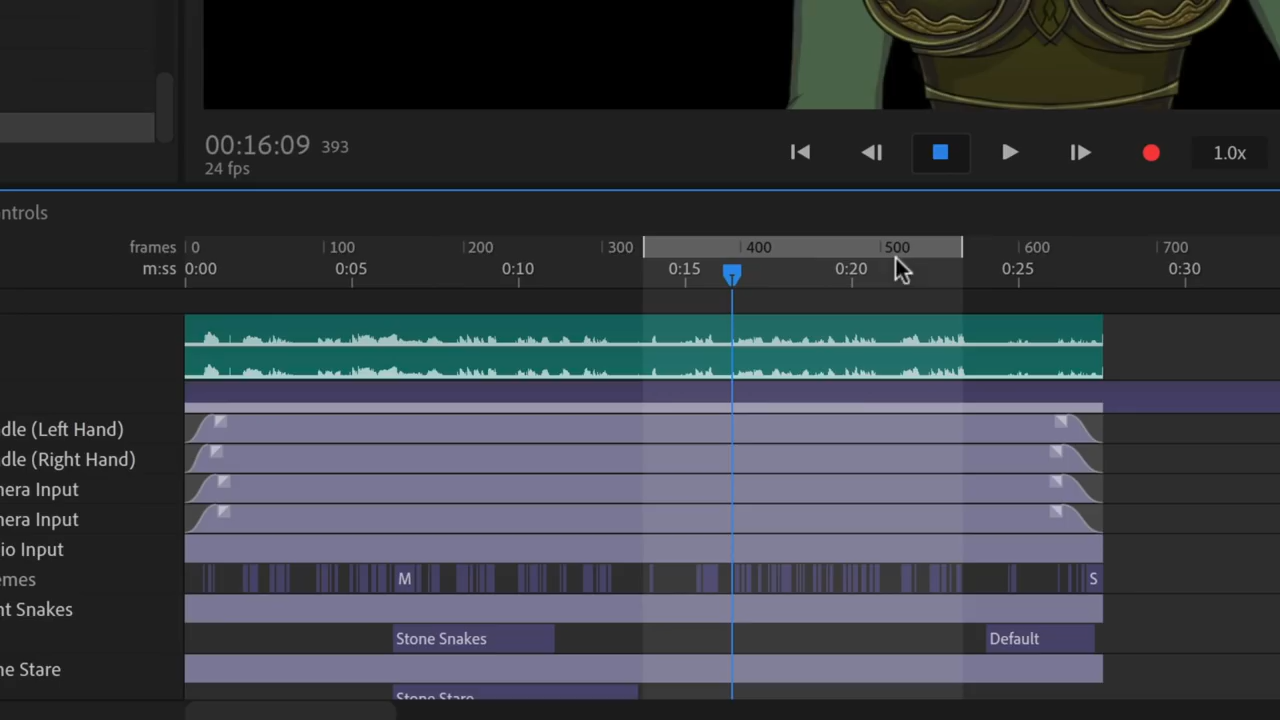 00:16:09 393
24 fps
1.0x
ntrols
frames 0 100 200 300 400 500 600 700
m:ss 0:00 0:05 0:10 0:15 0:20 0:25 0:30
dle (Left Hand)
dle (Right Hand)
nera Input
nera Input
io Input
emes M S
nt Snakes
Stone Snakes Default
ne Stare
Stone Stare